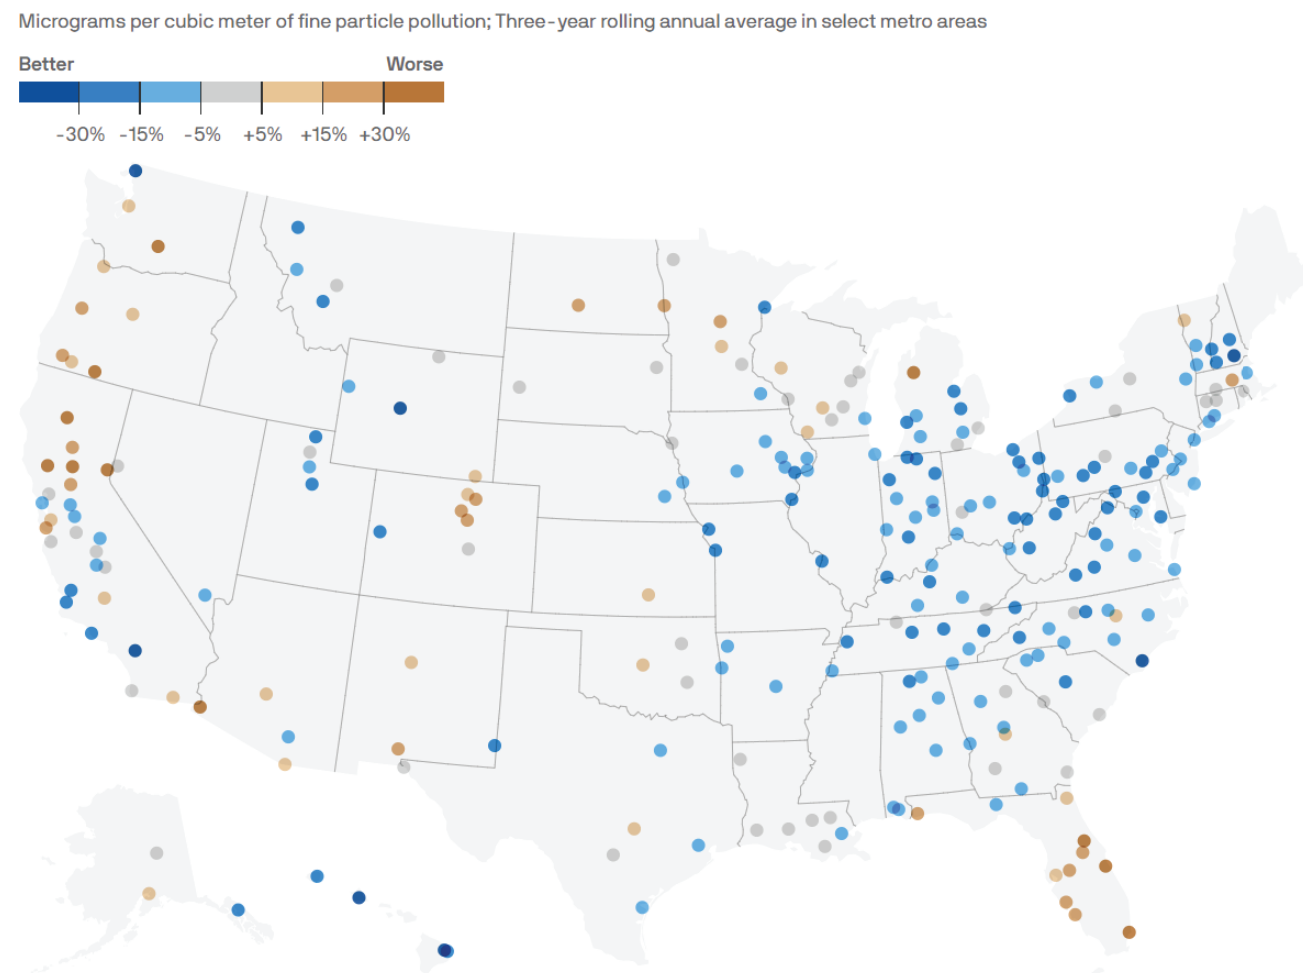 Micrograms per cubic meter of fine particle pollution; Three-year rolling annual average in select metro areas
Better Worse
-30% -15% -5% +5% +15% +30%